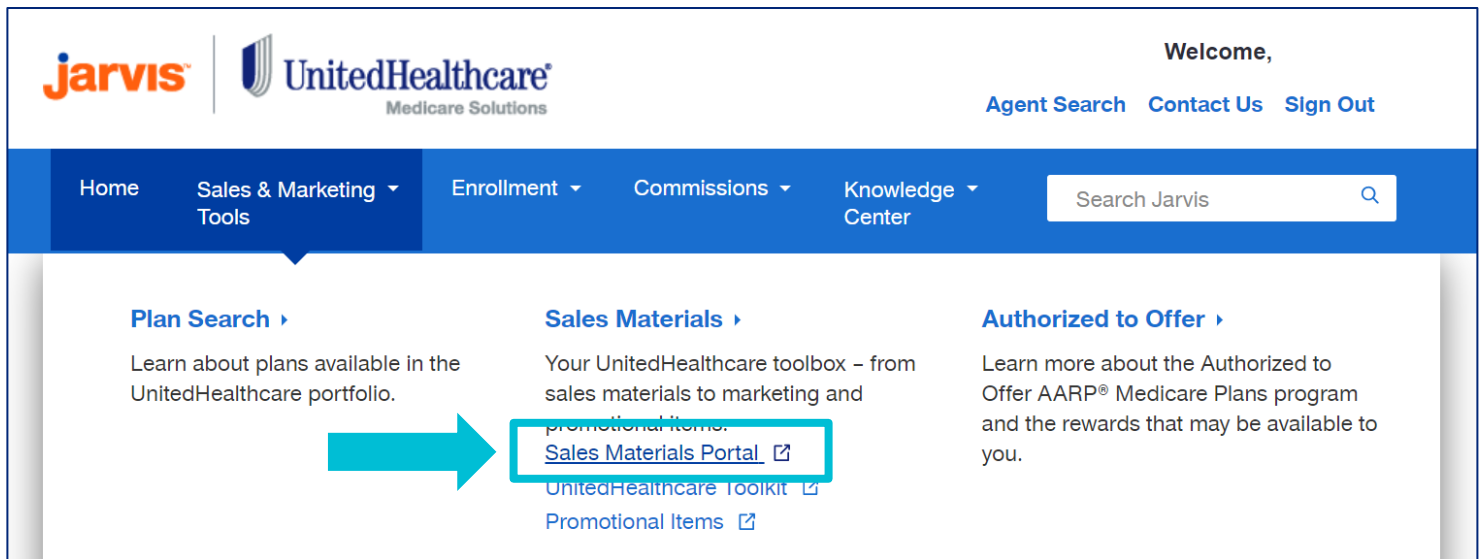 jarvis™
UnitedHealthcare®
Medicare Solutions
Welcome,
Agent Search Contact Us Sign Out
Home
Sales & Marketing
Tools
Enrollment
Commissions
Knowledge
Center
Search Jarvis
Plan Search
Learn about plans available in the
UnitedHealthcare portfolio.
Sales Materials
Your UnitedHealthcare toolbox – from
sales materials to marketing and
promotional items.
Sales Materials Portal
UnitedHealthcare Toolkit
Promotional Items
Authorized to Offer
Learn more about the Authorized to
Offer AARP® Medicare Plans program
and the rewards that may be available to
you.